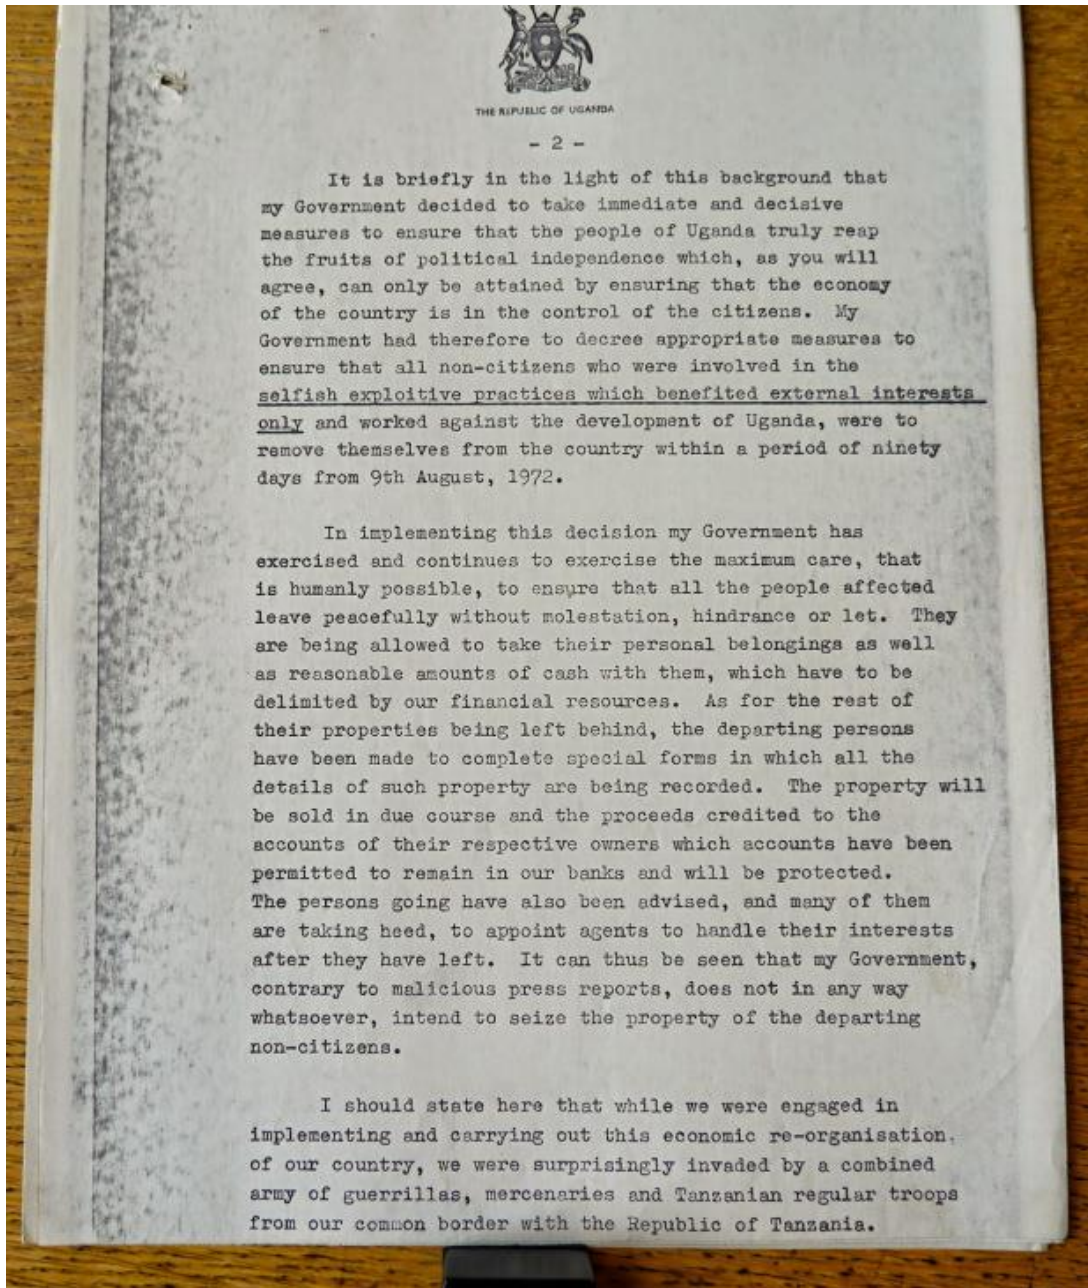 THE REPUBLIC OF UGANDA
- 2 -
It is briefly in the light of this background that
my Government decided to take immediate and decisive
measures to ensure that the people of Uganda truly reap
the fruits of political independence which, as you will
agree, can only be attained by ensuring that the economy
of the country is in the control of the citizens. My
Government had therefore to decree appropriate measures to
ensure that all non-citizens who were involved in the
selfish exploitive practices which benefited external interests
only and worked against the development of Uganda, were to
remove themselves from the country within a period of ninety
days from 9th August, 1972.
In implementing this decision my Government has
exercised and continues to exercise the maximum care, that
is humanly possible, to ensure that all the people affected
leave peacefully without molestation, hindrance or let. They
are being allowed to take their personal belongings as well
as reasonable amounts of cash with them, which have to be
delimited by our financial resources. As for the rest of
their properties being left behind, the departing persons
have been made to complete special forms in which all the
details of such property are being recorded. The property will
be sold in due course and the proceeds credited to the
accounts of their respective owners which accounts have been
permitted to remain in our banks and will be protected.
The persons going have also been advised, and many of them
are taking heed, to appoint agents to handle their interests
after they have left. It can thus be seen that my Government,
contrary to malicious press reports, does not in any way
whatsoever, intend to seize the property of the departing
non-citizens.
I should state here that while we were engaged in
implementing and carrying out this economic re-organisation.
of our country, we were surprisingly invaded by a combined
army of guerrillas, mercenaries and Tanzanian regular troops
from our common border with the Republic of Tanzania.